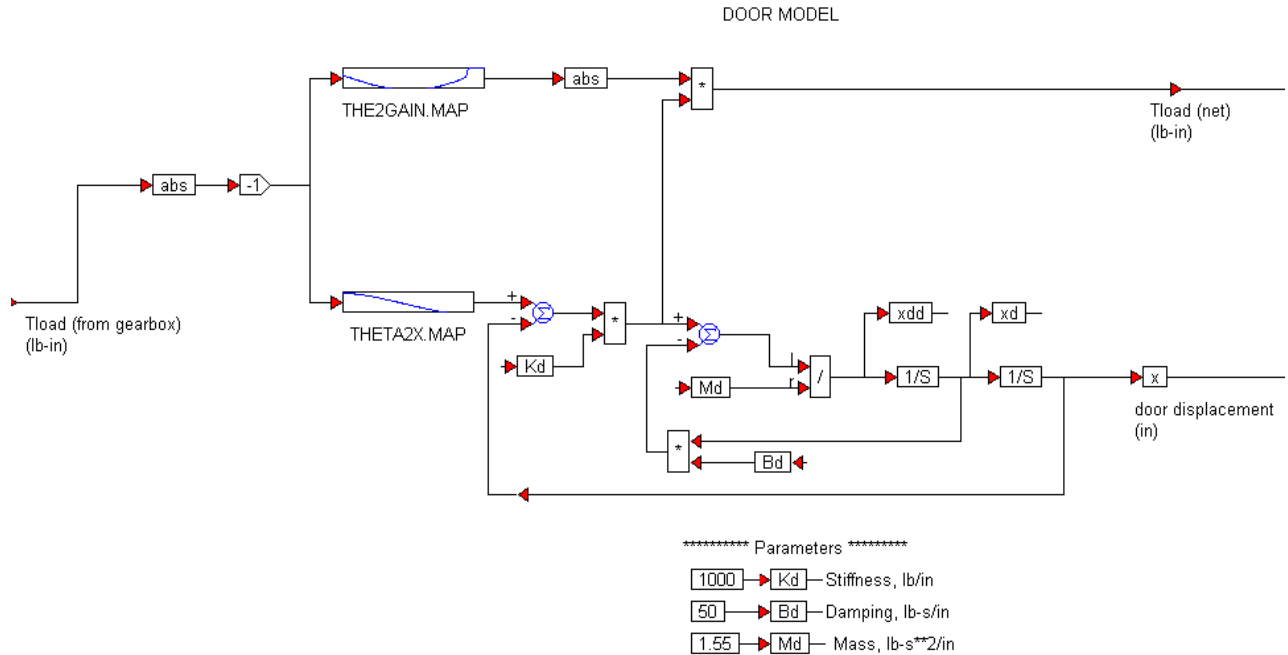 DOOR MODEL
abs
*
THE2GAIN.MAP
Tload (net)
(lb-in)
abs
-1
+
Σ
-
*
THETA2X.MAP
Tload (from gearbox)
(lb-in)
Kd
+
Σ
-
l
r
/
Md
xdd
xd
1/S
1/S
x
door displacement
(in)
*
Bd
********** Parameters *********
1000 Kd Stiffness, lb/in
50 Bd Damping, lb-s/in
1.55 Md Mass, lb-s**2/in